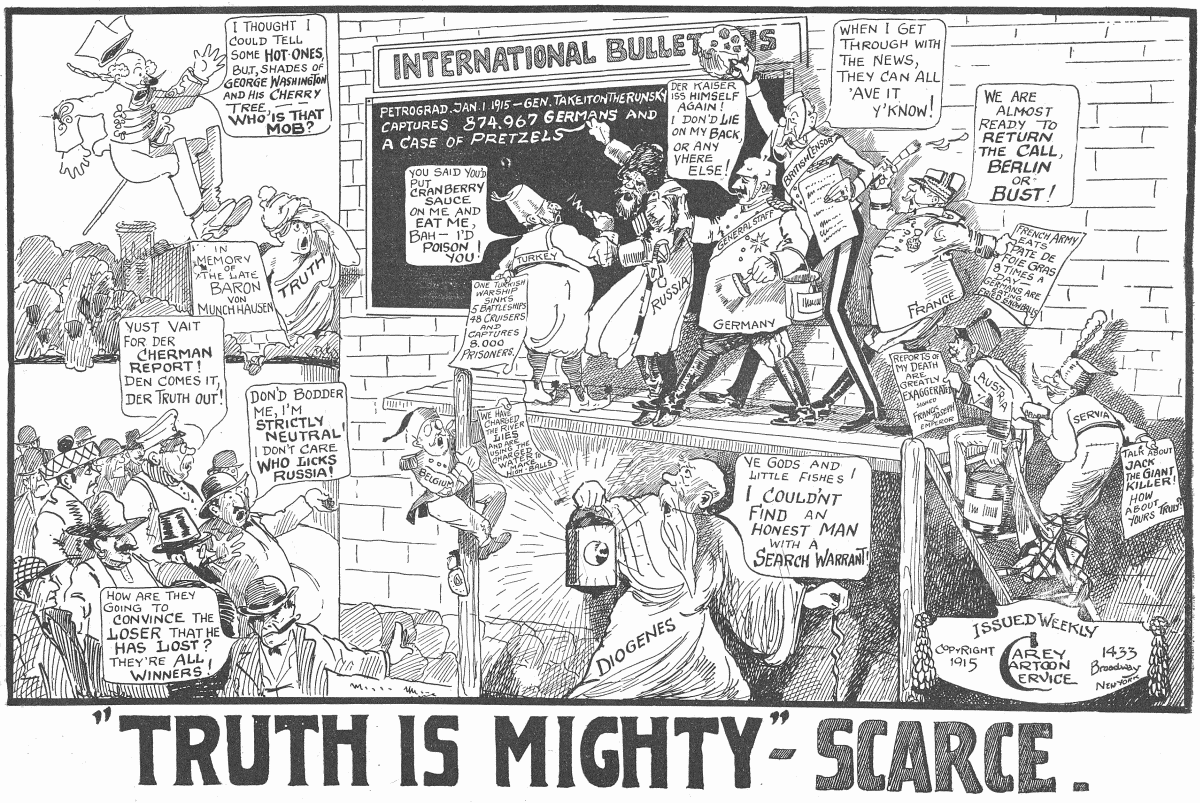 I THOUGHT I
COULD TELL
SOME HOT-ONES,
BUT, SHADES OF
GEORGE WASHINGTON
AND HIS CHERRY
TREE —
WHO'S THAT
MOB?
IN
MEMORY
OF
THE LATE
BARON
VON
MUNCHHAUSEN
TRUTH
YUST VAIT
FOR DER
CHERMAN
REPORT!
DEN COMES IT,
DER TRUTH OUT!
DON'D BODDER
ME, I'M
STRICTLY
NEUTRAL!
I DON'T CARE
WHO LICKS
RUSSIA!
HOW ARE THEY
GOING TO
CONVINCE THE
LOSER THAT HE
HAS LOST?
THEY'RE ALL
WINNERS!
INTERNATIONAL BULLETINS
PETROGRAD. JAN. 1 1915 — GEN. TAKEITONTHERUNSKY
CAPTURES 874,967 GERMANS AND
A CASE OF PRETZELS
YOU SAID YOU'D
PUT
CRANBERRY
SAUCE
ON ME AND
EAT ME,
BAH — I'D
POISON
YOU!
TURKEY
ONE TURKISH
WARSHIP
SINKS
5 BATTLESHIPS
48 CRUISERS
AND
CAPTURES
8,000
PRISONERS.
RUSSIA
DER KAISER
ISS HIMSELF
AGAIN!
I DON'D LIE
ON MY BACK,
OR ANY
VHERE
ELSE!
GENERAL STAFF
GERMANY
WHEN I GET
THROUGH WITH
THE NEWS,
THEY CAN ALL
'AVE IT
Y'KNOW!
BRITISH CENSOR
WE ARE
ALMOST
READY TO
RETURN
THE CALL,
BERLIN
OR
BUST!
FRANCE
FRENCH ARMY
EATS
PATE DE
FOIE GRAS
8 TIMES A
DAY —
GERMANS ARE
EATING
SNOWBALLS
REPORTS OF
MY DEATH
ARE
GREATLY
EXAGGERATED
SIGNED
FRANCIS JOSEPH
EMPEROR
AUSTRIA
SERVIA
TALK ABOUT
JACK
THE GIANT
KILLER!
HOW
ABOUT
YOURS TRULY?
BELGIUM
WE HAVE
CHARGED
THE RIVER
LIES
AND ARE
USING THE
CHARGED
WATER TO
MAKE
HIGH-BALLS
YE GODS AND
LITTLE FISHES!
I COULDN'T
FIND AN
HONEST MAN
WITH A
SEARCH WARRANT!
DIOGENES
ISSUED WEEKLY
COPYRIGHT
1915
CAREY
CARTOON
SERVICE
1433
Broadway
NEW YORK
"TRUTH IS MIGHTY" - SCARCE.